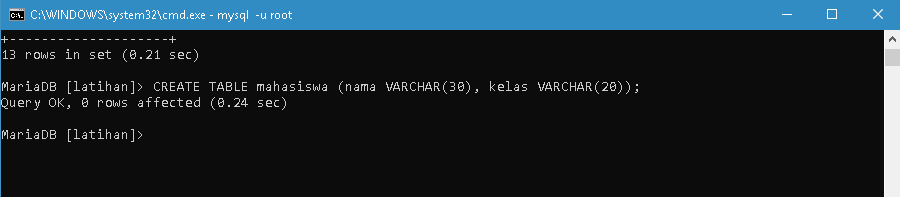 C:\WINDOWS\system32\cmd.exe - mysql  -u root
+--------------------+
13 rows in set (0.21 sec)
MariaDB [latihan]> CREATE TABLE mahasiswa (nama VARCHAR(30), kelas VARCHAR(20));
Query OK, 0 rows affected (0.24 sec)
MariaDB [latihan]>